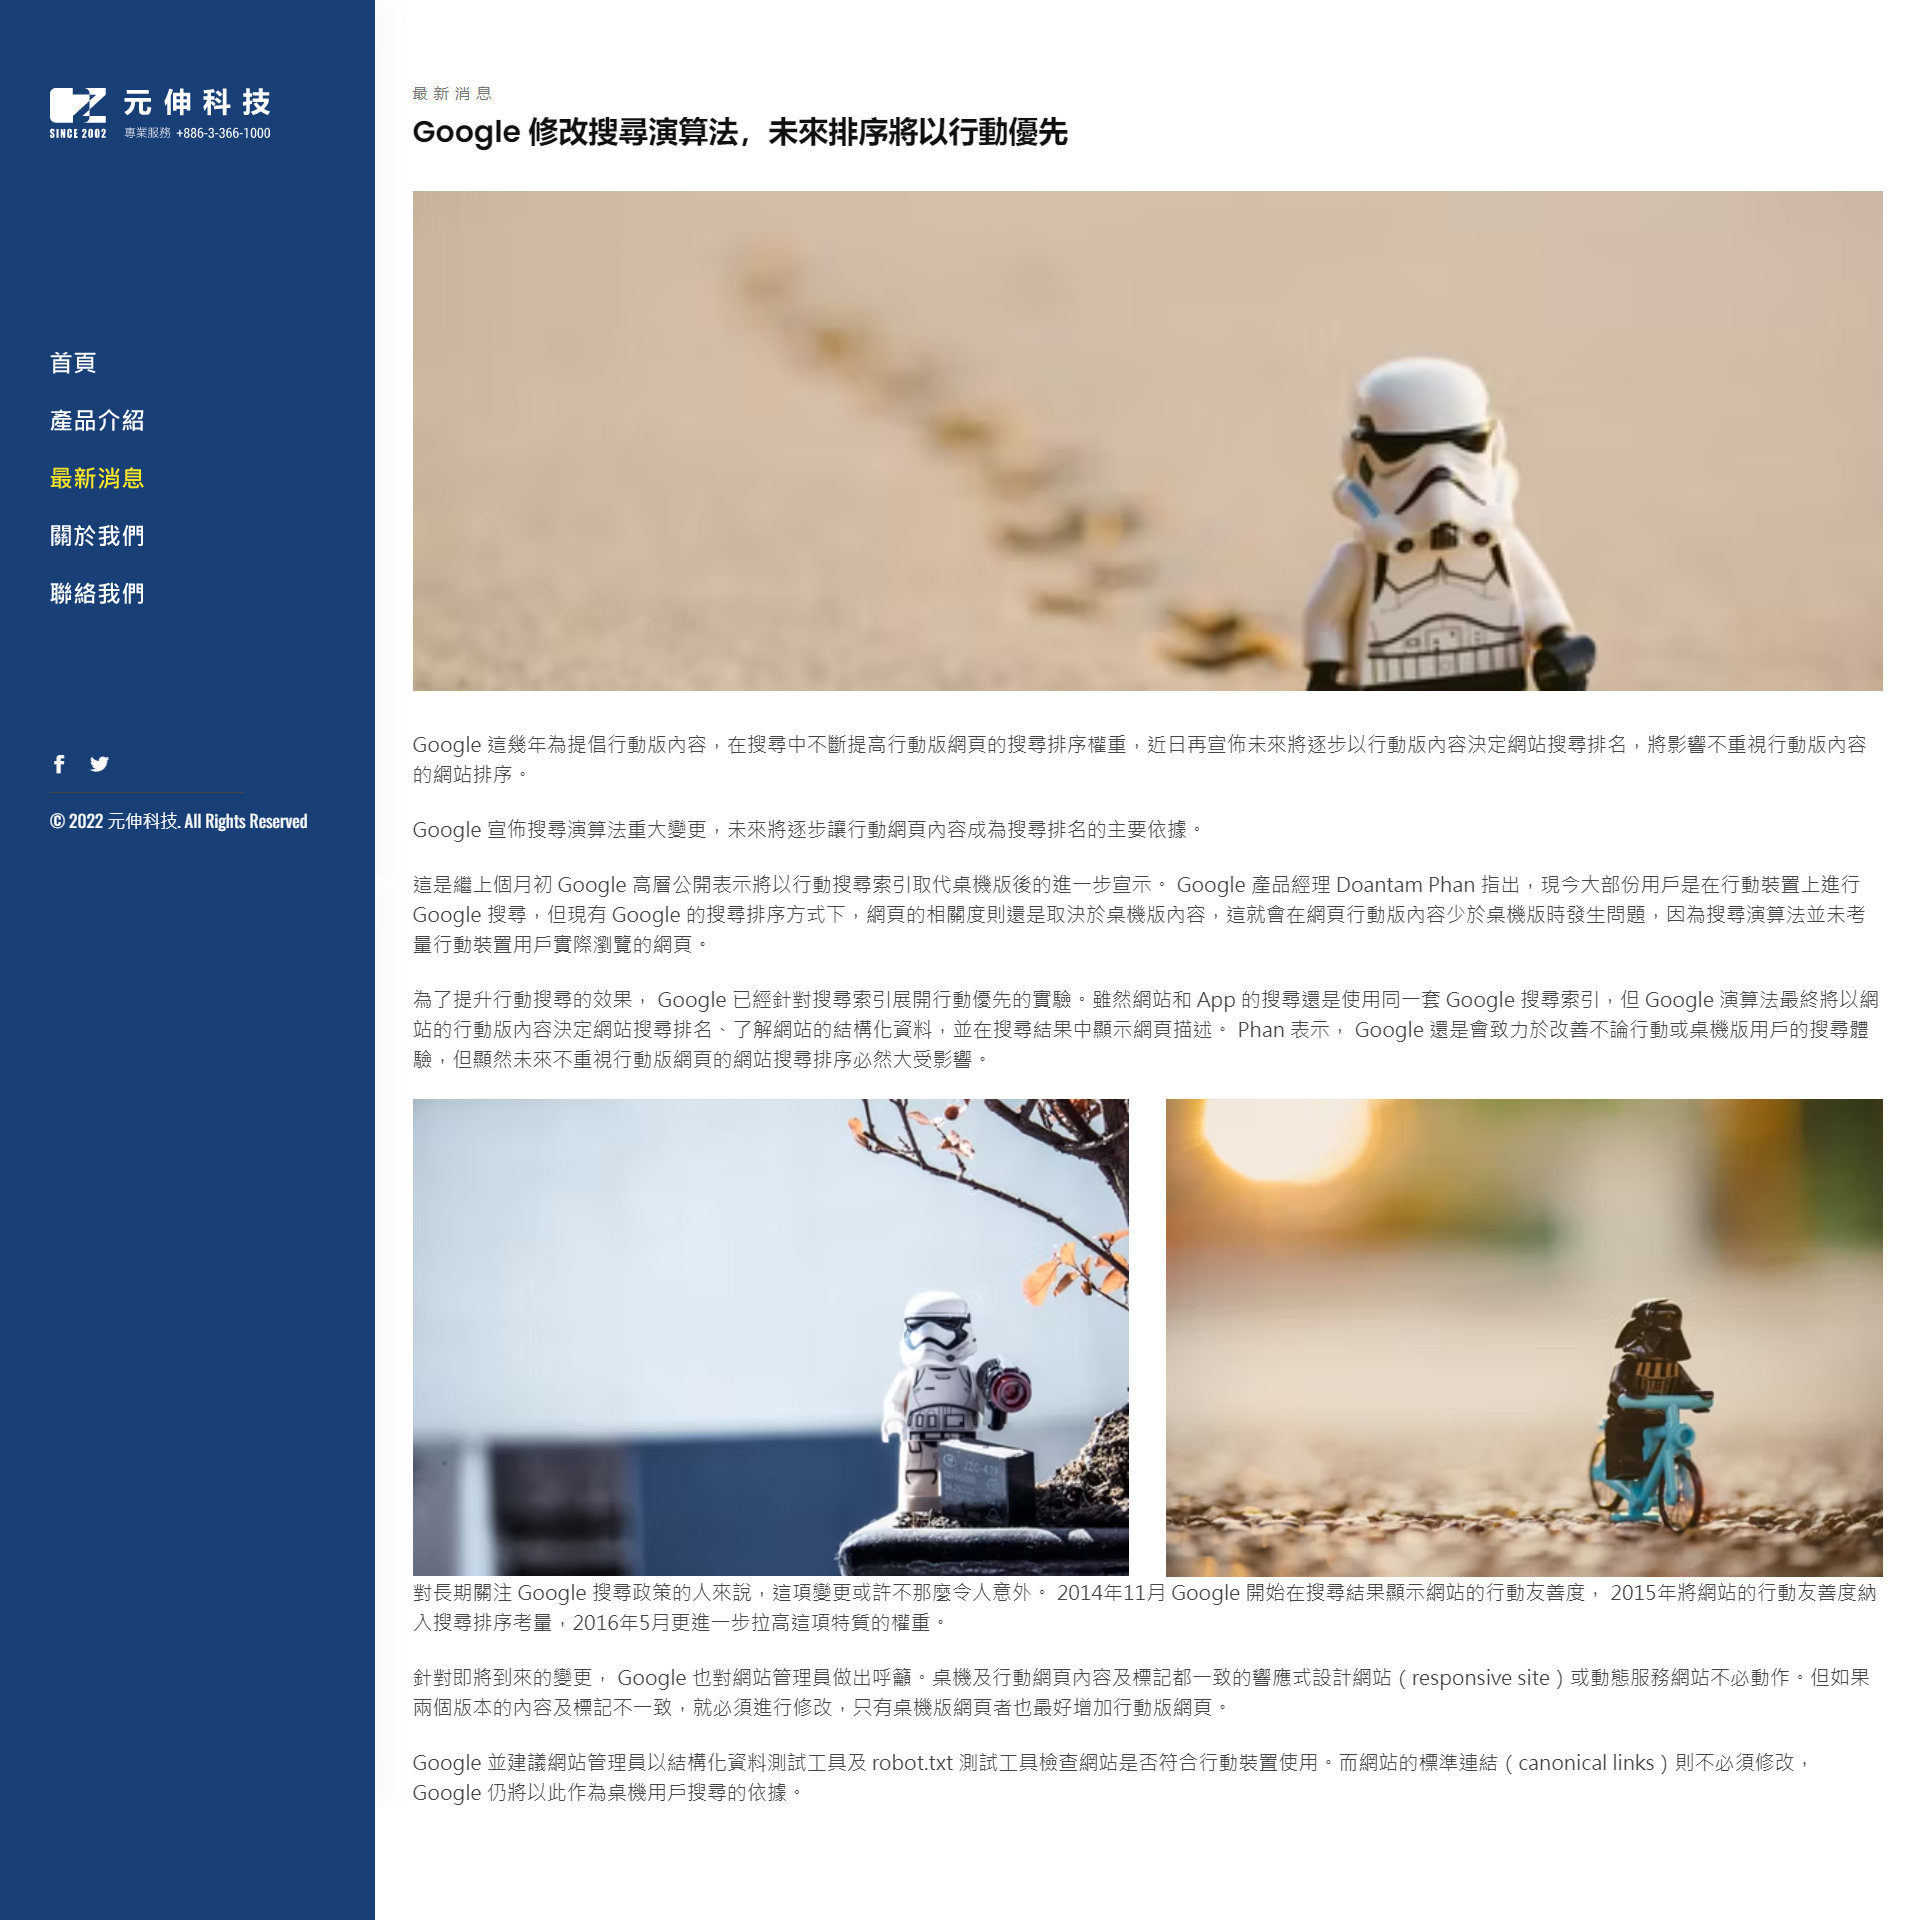 元伸科技
SINCE 2002
專業服務 +886-3-366-1000
首頁
產品介紹
最新消息
關於我們
聯絡我們
© 2022 元伸科技. All Rights Reserved
最新消息
Google 修改搜尋演算法，未來排序將以行動優先
Google 這幾年為提倡行動版內容，在搜尋中不斷提高行動版網頁的搜尋排序權重，近日再宣佈未來將逐步以行動版內容決定網站搜尋排名，將影響不重視行動版內容
的網站排序。
Google 宣佈搜尋演算法重大變更，未來將逐步讓行動網頁內容成為搜尋排名的主要依據。
這是繼上個月初 Google 高層公開表示將以行動搜尋索引取代桌機版後的進一步宣示。 Google 產品經理 Doantam Phan 指出，現今大部份用戶是在行動裝置上進行
Google 搜尋，但現有 Google 的搜尋排序方式下，網頁的相關度則還是取決於桌機版內容，這就會在網頁行動版內容少於桌機版時發生問題，因為搜尋演算法並未考
量行動裝置用戶實際瀏覽的網頁。
為了提升行動搜尋的效果， Google 已經針對搜尋索引展開行動優先的實驗。雖然網站和 App 的搜尋還是使用同一套 Google 搜尋索引，但 Google 演算法最終將以網
站的行動版內容決定網站搜尋排名、了解網站的結構化資料，並在搜尋結果中顯示網頁描述。 Phan 表示， Google 還是會致力於改善不論行動或桌機版用戶的搜尋體
驗，但顯然未來不重視行動版網頁的網站搜尋排序必然大受影響。
對長期關注 Google 搜尋政策的人來說，這項變更或許不那麼令人意外。 2014年11月 Google 開始在搜尋結果顯示網站的行動友善度， 2015年將網站的行動友善度納
入搜尋排序考量，2016年5月更進一步拉高這項特質的權重。
針對即將到來的變更， Google 也對網站管理員做出呼籲。桌機及行動網頁內容及標記都一致的響應式設計網站（responsive site）或動態服務網站不必動作。但如果
兩個版本的內容及標記不一致，就必須進行修改，只有桌機版網頁者也最好增加行動版網頁。
Google 並建議網站管理員以結構化資料測試工具及 robot.txt 測試工具檢查網站是否符合行動裝置使用。而網站的標準連結（canonical links）則不必須修改，
Google 仍將以此作為桌機用戶搜尋的依據。